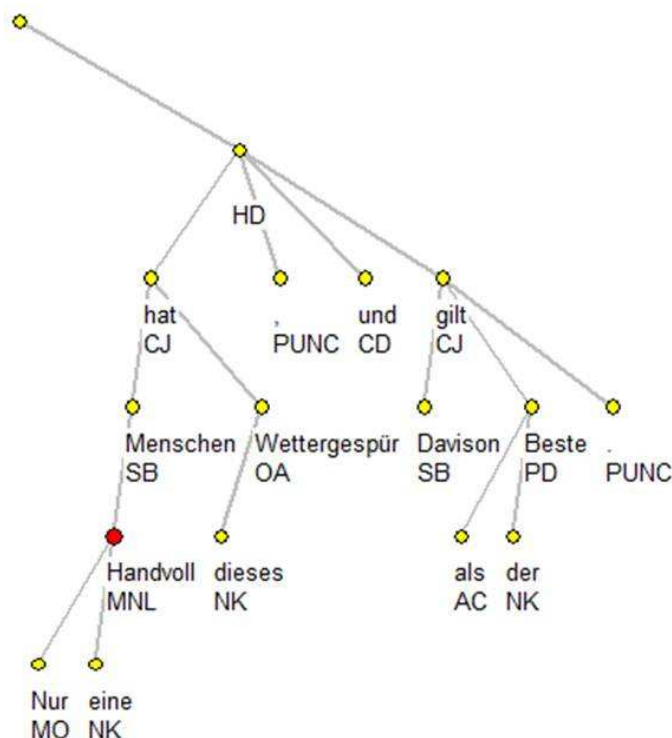 HD
hat , und gilt
CJ PUNC CD CJ
Menschen Wettergespür Davison Beste .
SB OA SB PD PUNC
Handvoll dieses als der
MNL NK AC NK
Nur eine
MO NK